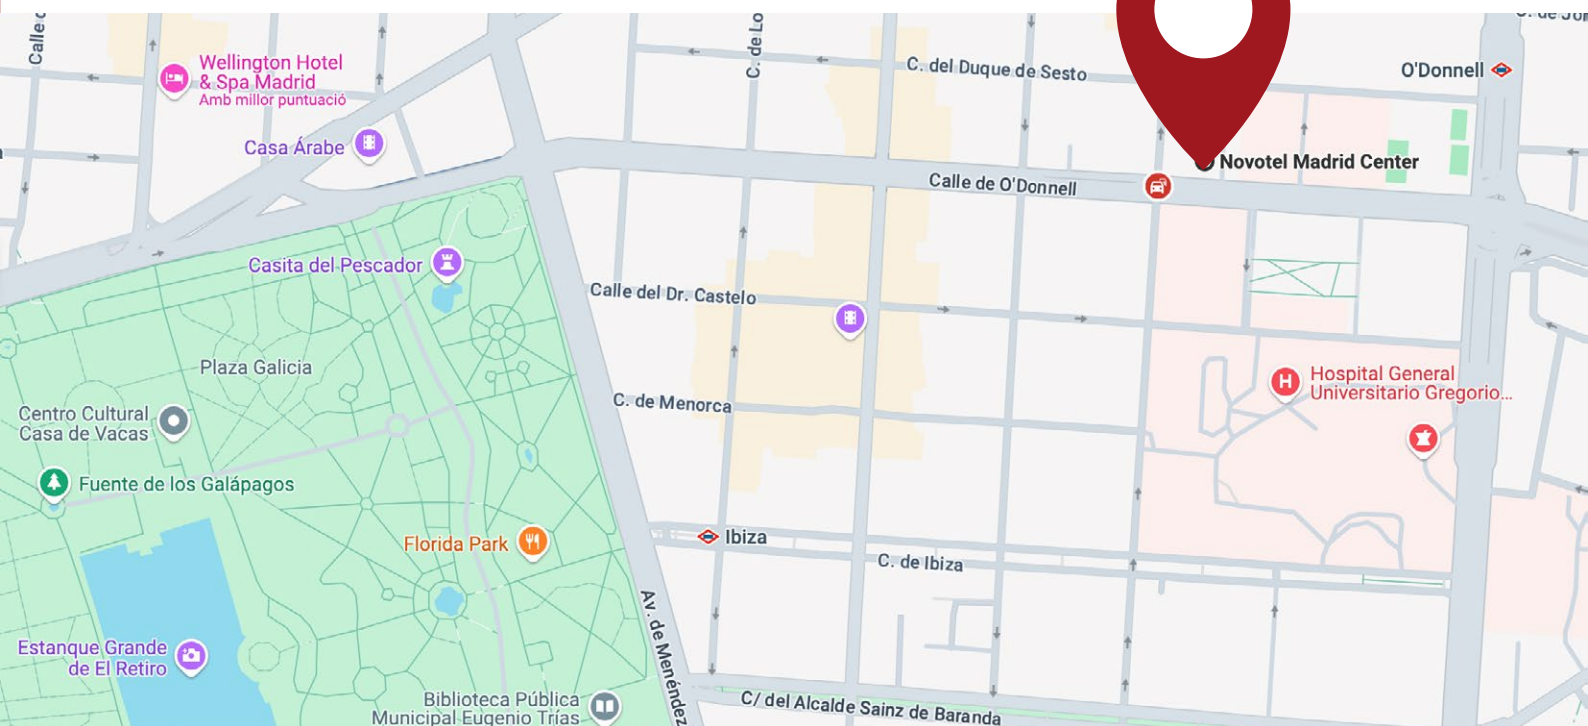 Calle
Wellington Hotel
& Spa Madrid
Amb millor puntuació
Casa Árabe
C. de Lo
C. del Duque de Sesto
O'Donnell
Novotel Madrid Center
Calle de O'Donnell
Casita del Pescador
Calle del Dr. Castelo
Plaza Galicia
C. de Menorca
Hospital General
Universitario Gregorio...
Centro Cultural
Casa de Vacas
Fuente de los Galápagos
Florida Park
Ibiza
C. de Ibiza
Av. de Menéndez
Estanque Grande
de El Retiro
Biblioteca Pública
Municipal Eugenio Trías
C/ del Alcalde Sainz de Baranda